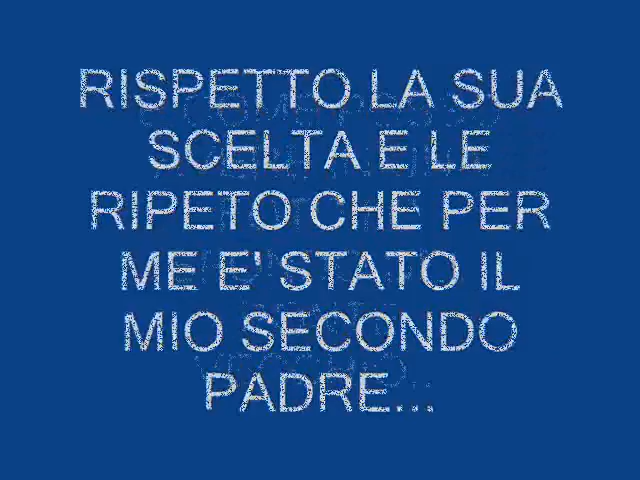 RISPETTO LA SUA
SCELTA E LE
RIPETO CHE PER
ME E' STATO IL
MIO SECONDO
PADRE...